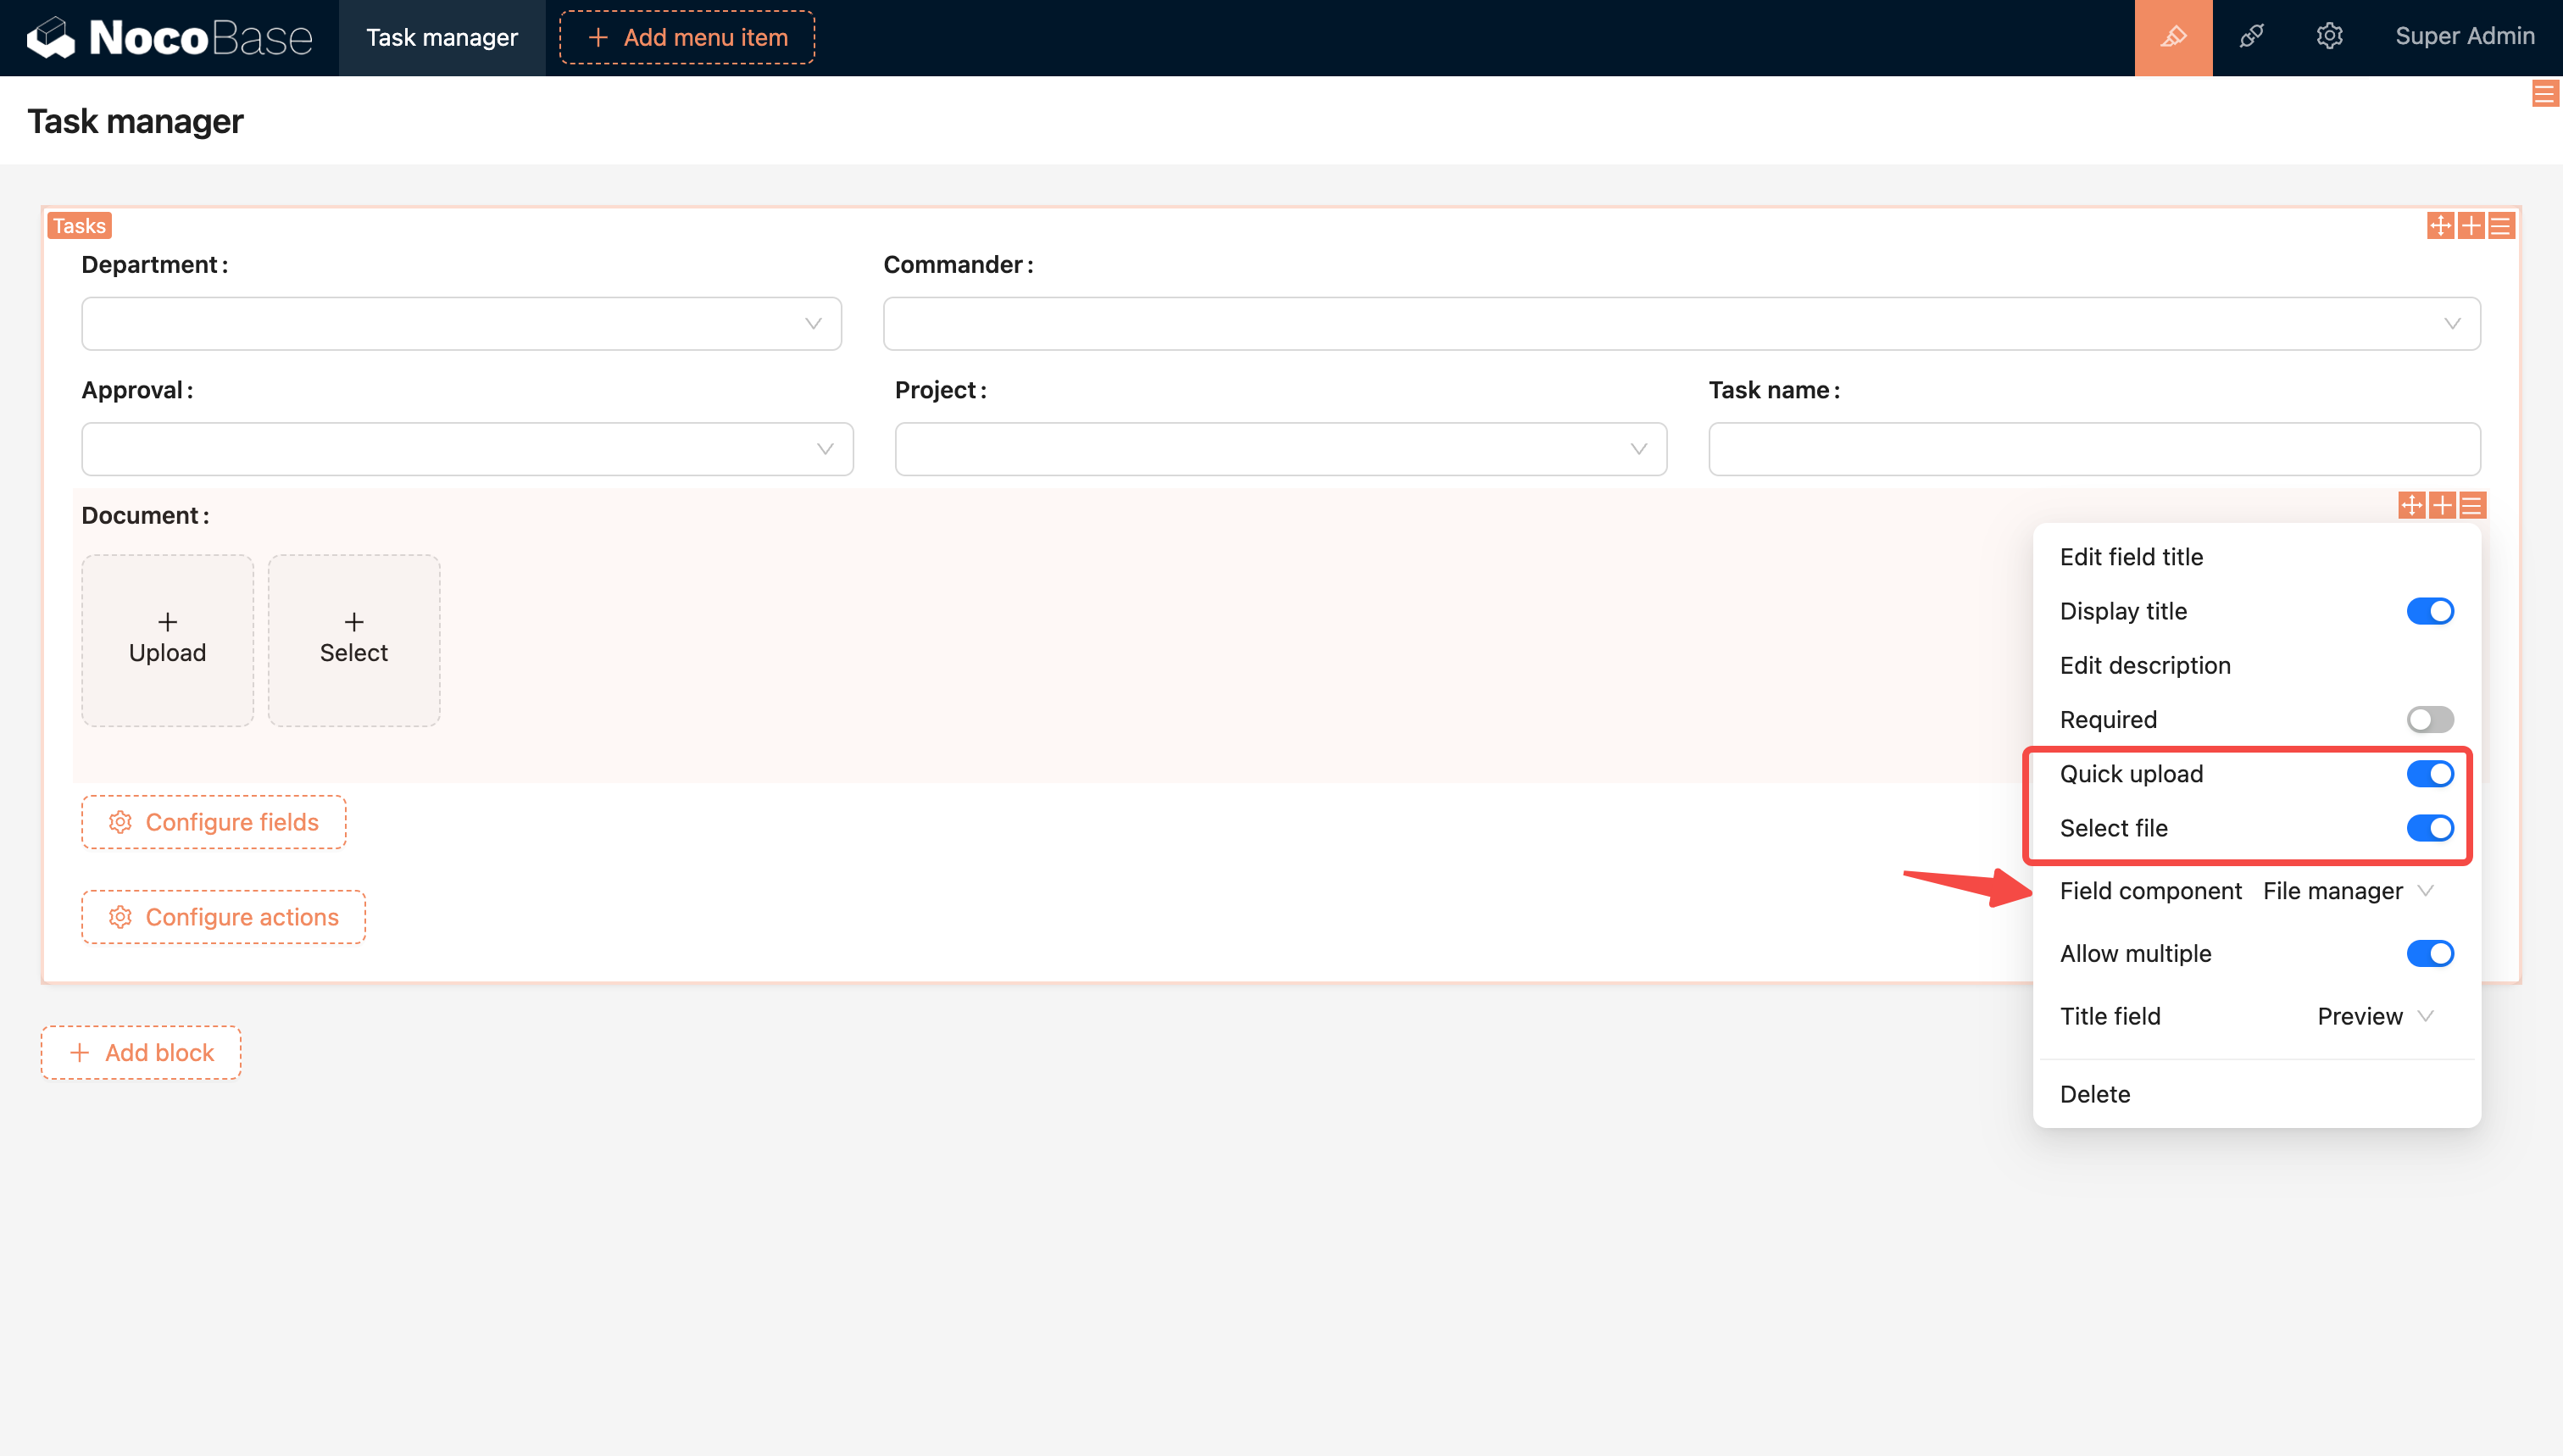 NocoBase Task manager + Add menu item Super Admin
Task manager
Tasks
Department: Commander:
Approval: Project: Task name:
Document:
Upload Select
Configure fields
Configure actions
Add block
Edit field title
Display title
Edit description
Required
Quick upload
Select file
Field component File manager
Allow multiple
Title field Preview
Delete